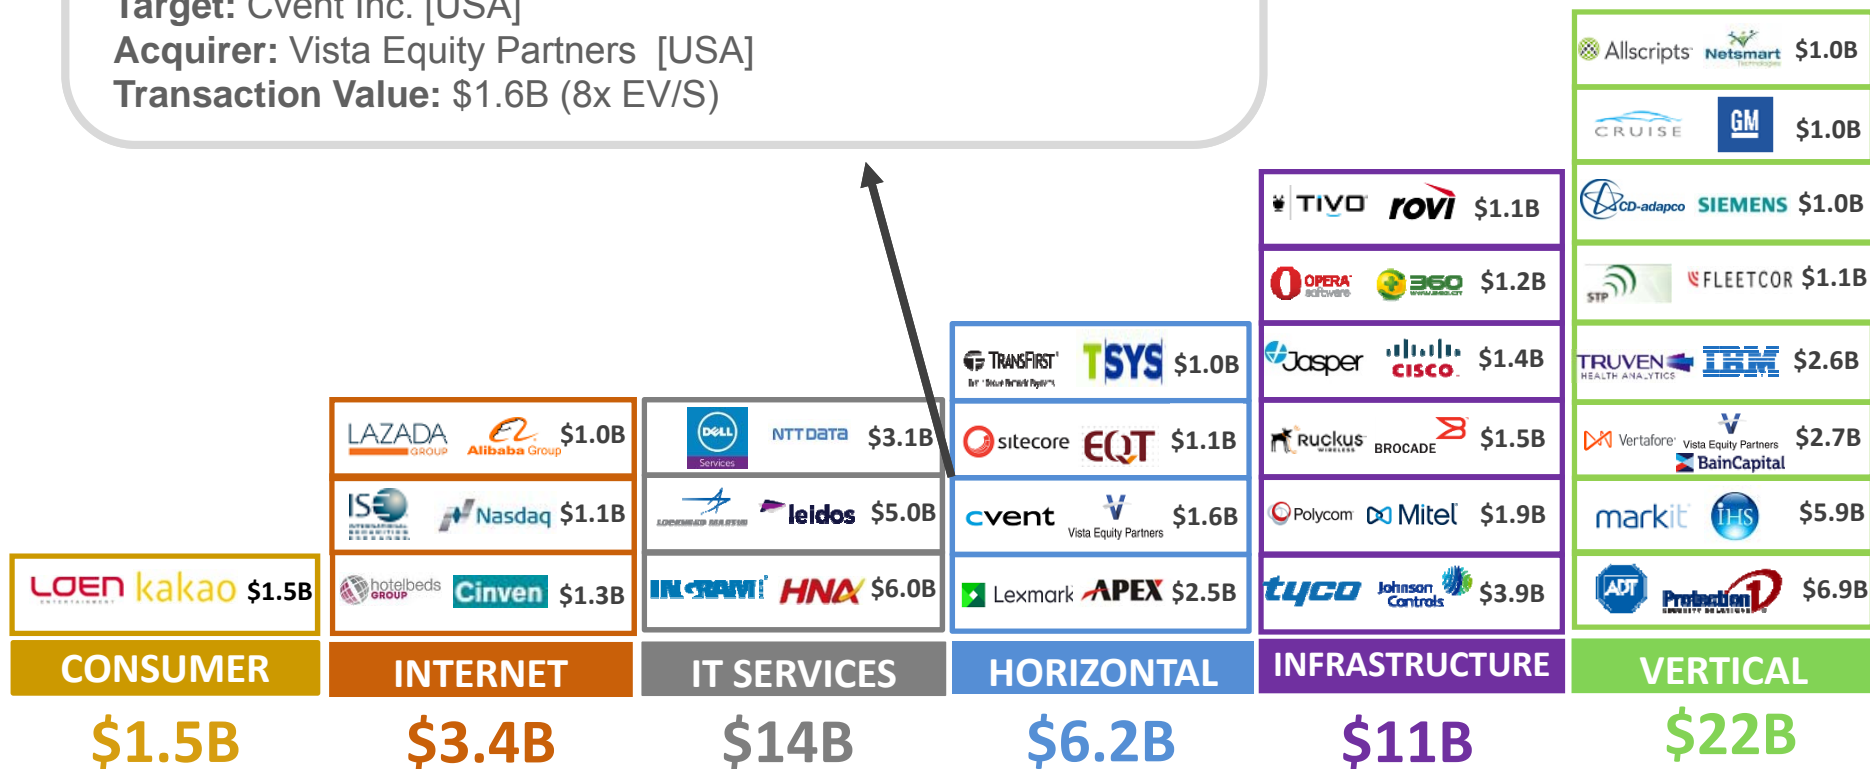 Target: Cvent Inc. [USA]
Acquirer: Vista Equity Partners [USA]
Transaction Value: $1.6B (8x EV/S)
LOEN kakao $1.5B
ENTERTAINMENT
CONSUMER
$1.5B
LAZADA GROUP Alibaba Group $1.0B
ISE Nasdaq $1.1B
hotelbeds GROUP Cinven $1.3B
INTERNET
$3.4B
DELL Services NTT DATA $3.1B
LOCKHEED MARTIN leidos $5.0B
INGRAM HNA $6.0B
IT SERVICES
$14B
TRANSFIRST TSYS $1.0B
sitecore EQT $1.1B
cvent V Vista Equity Partners $1.6B
Lexmark APEX $2.5B
HORIZONTAL
$6.2B
TIVO rovi $1.1B
OPERA software 360 $1.2B
Jasper CISCO $1.4B
Ruckus WIRELESS BROCADE B $1.5B
Polycom Mitel $1.9B
tyco Johnson Controls $3.9B
INFRASTRUCTURE
$11B
Allscripts Netsmart Technologies $1.0B
CRUISE GM $1.0B
CD-adapco SIEMENS $1.0B
STP FLEETCOR $1.1B
TRUVEN HEALTH ANALYTICS IBM $2.6B
Vertafore V Vista Equity Partners BainCapital $2.7B
markit IHS $5.9B
ADT Protection 1 $6.9B
VERTICAL
$22B